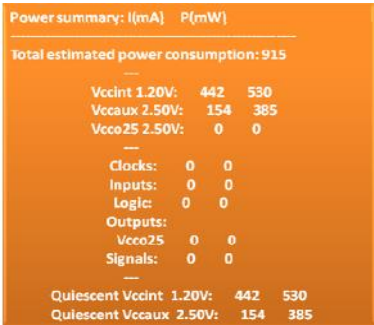 Power summary: I(mA) P(mW)
Total estimated power consumption: 915
---
Vccint 1.20V: 442 530
Vccaux 2.50V: 154 385
Vcco25 2.50V: 0 0
---
Clocks: 0 0
Inputs: 0 0
Logic: 0 0
Outputs:
Vcco25 0 0
Signals: 0 0
---
Quiescent Vccint 1.20V: 442 530
Quiescent Vccaux 2.50V: 154 385